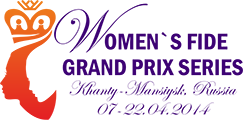 WOMEN`S FIDE
GRAND PRIX SERIES
Khanty-Mansiysk, Russia
07-22.04.2014